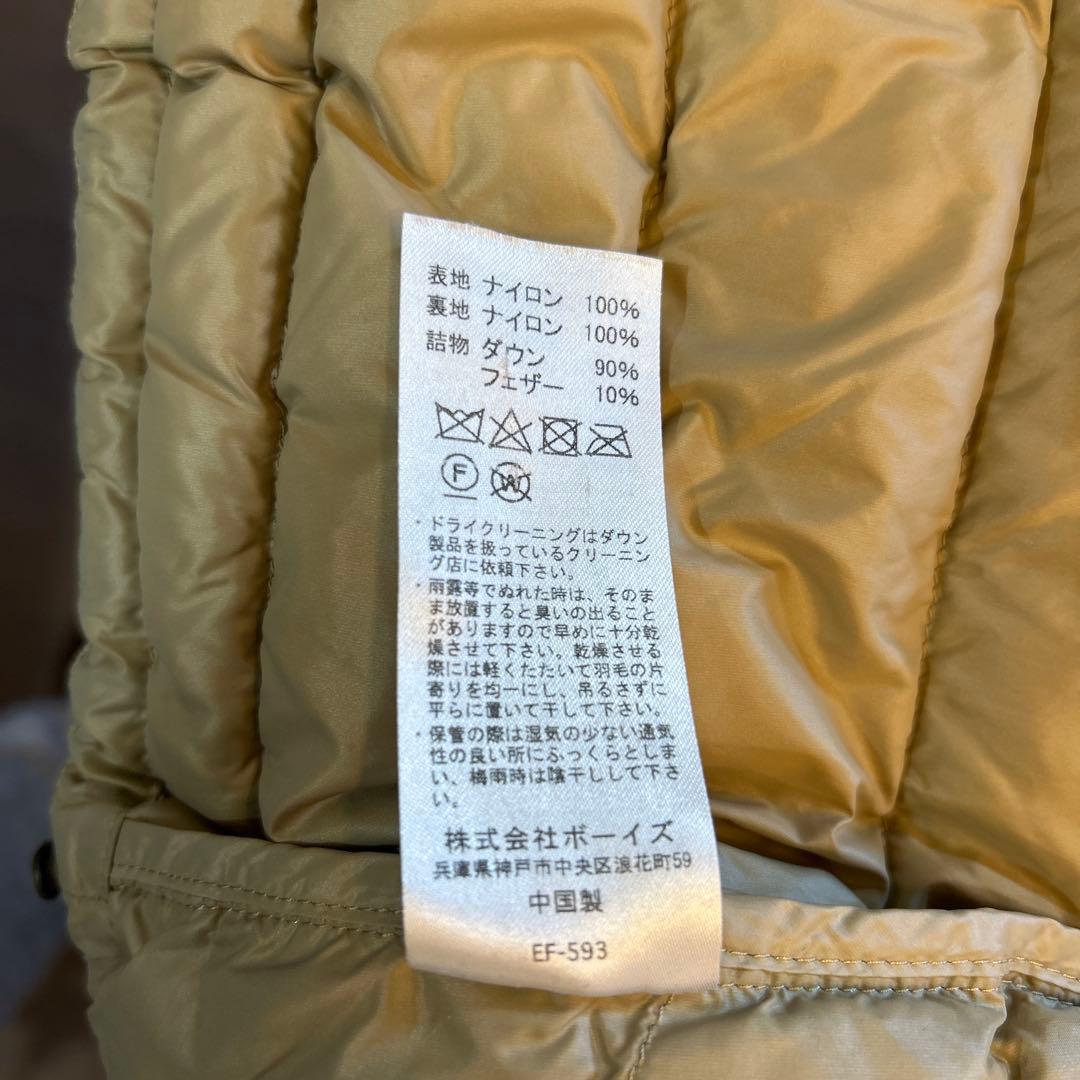 表地 ナイロン 100%
裏地 ナイロン 100%
詰物 ダウン 90%
フェザー 10%
F
W
・ドライクリーニングはダウン
製品を扱っているクリーニン
グ店に依頼下さい。
・雨露等でぬれた時は、そのま
ま放置すると臭いの出ること
がありますので早めに十分乾
燥させて下さい。乾燥させる
際には軽くたたいて羽毛の片
寄りを均一にし、吊るさずに
平らに置いて干して下さい。
・保管の際は湿気の少ない通気
性の良い所にふっくらとしま
い、梅雨時は陰干しして下さ
い。
株式会社ボーイズ
兵庫県神戸市中央区浪花町59
中国製
EF-593